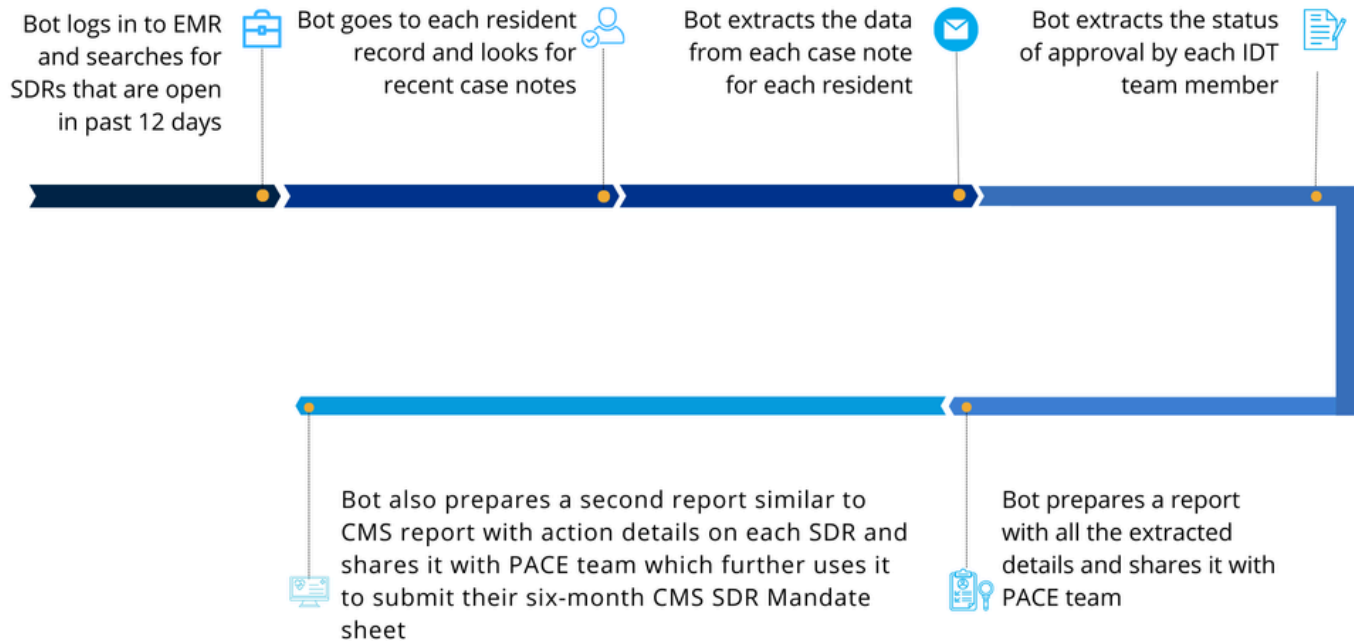 Bot logs in to EMR
and searches for
SDRs that are open
in past 12 days
Bot goes to each resident
record and looks for
recent case notes
Bot extracts the data
from each case note
for each resident
Bot extracts the status
of approval by each IDT
team member
Bot prepares a report
with all the extracted
details and shares it with
PACE team
Bot also prepares a second report similar to
CMS report with action details on each SDR and
shares it with PACE team which further uses it
to submit their six-month CMS SDR Mandate
sheet